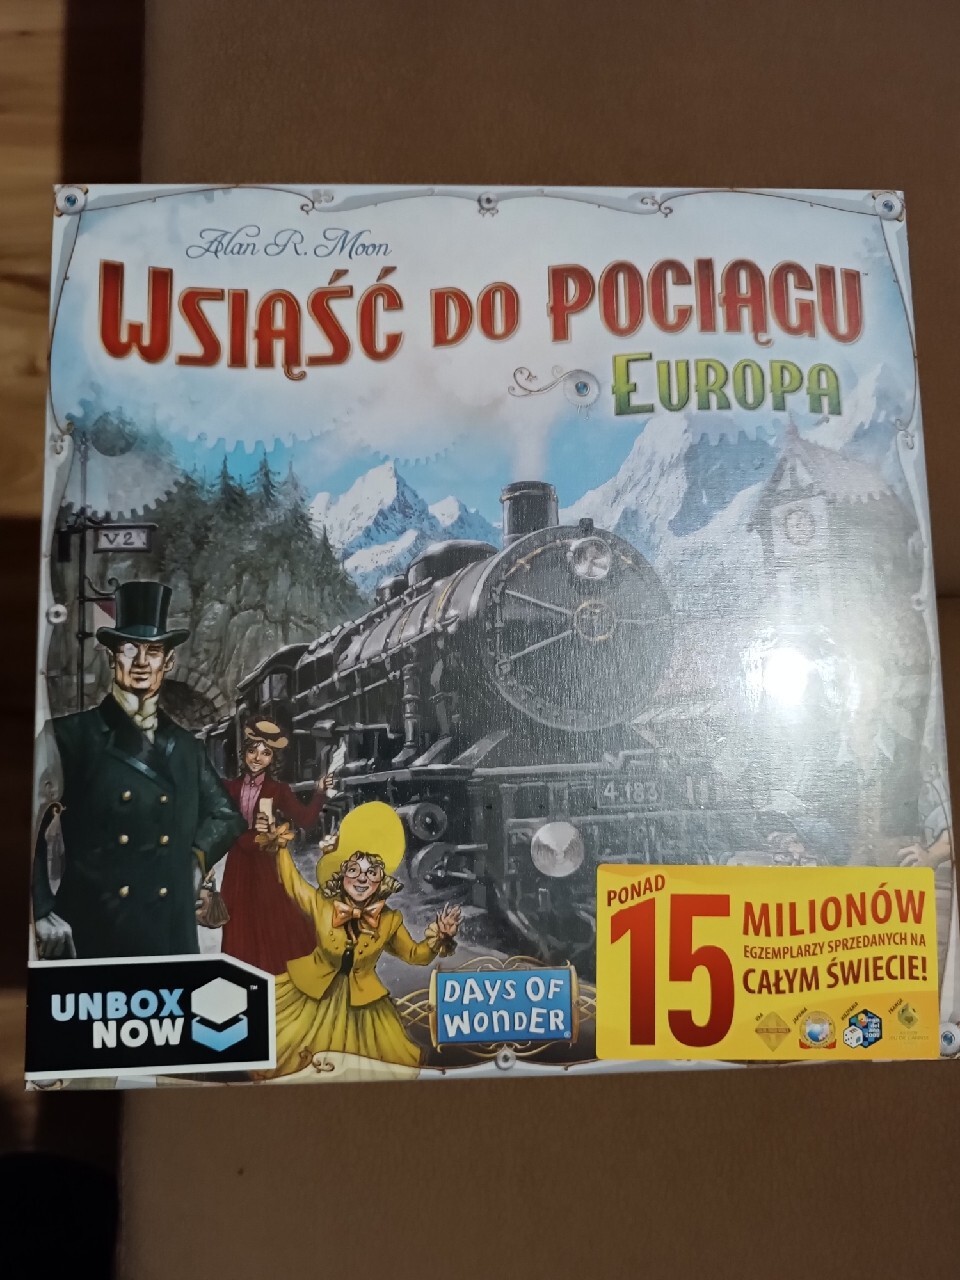 Alan R. Moon
WSIĄŚĆ DO POCIĄGU
EUROPA
V2
4.183
PONAD
15
MILIONÓW
EGZEMPLARZY SPRZEDANYCH NA
CAŁYM ŚWIECIE!
UNBOX
NOW
™
DAYS OF
WONDER